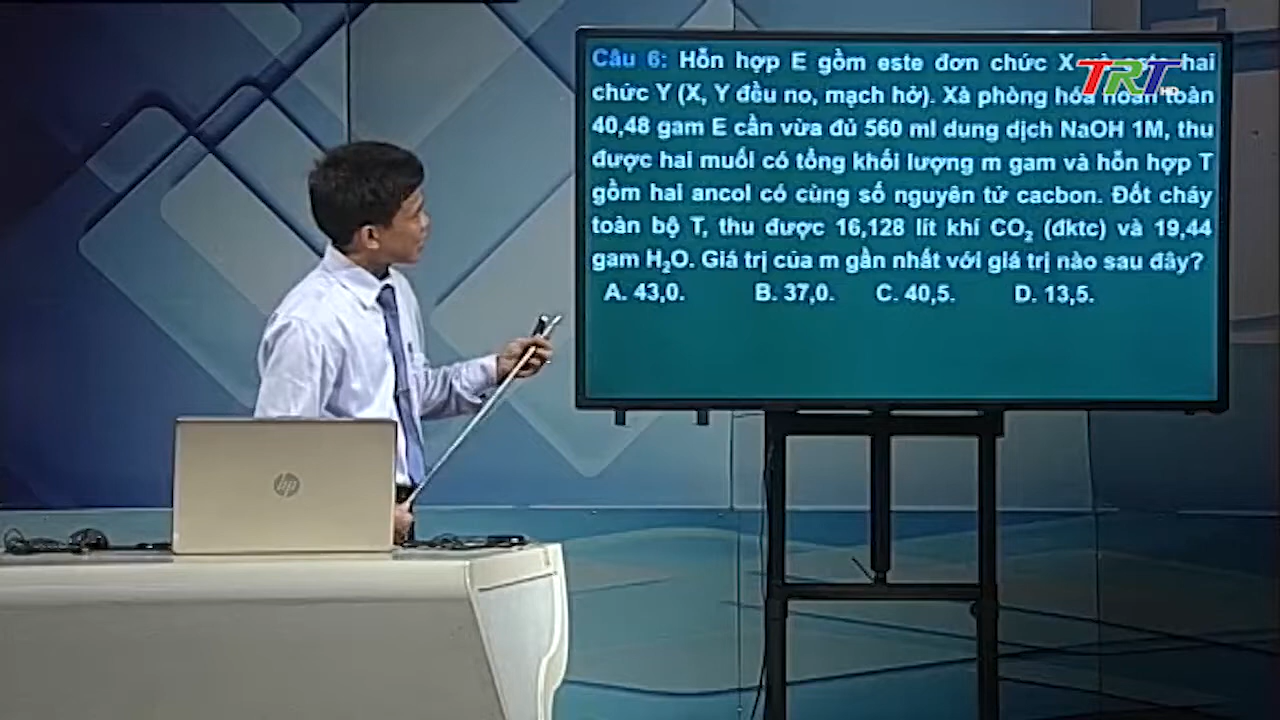 Câu 6: Hỗn hợp E gồm este đơn chức X và este hai
chức Y (X, Y đều no, mạch hở). Xà phòng hóa hoàn toàn
40,48 gam E cần vừa đủ 560 ml dung dịch NaOH 1M, thu
được hai muối có tổng khối lượng m gam và hỗn hợp T
gồm hai ancol có cùng số nguyên tử cacbon. Đốt cháy
toàn bộ T, thu được 16,128 lít khí CO₂ (đktc) và 19,44
gam H₂O. Giá trị của m gần nhất với giá trị nào sau đây?
A. 43,0. B. 37,0. C. 40,5. D. 13,5.
TRT HD
hp